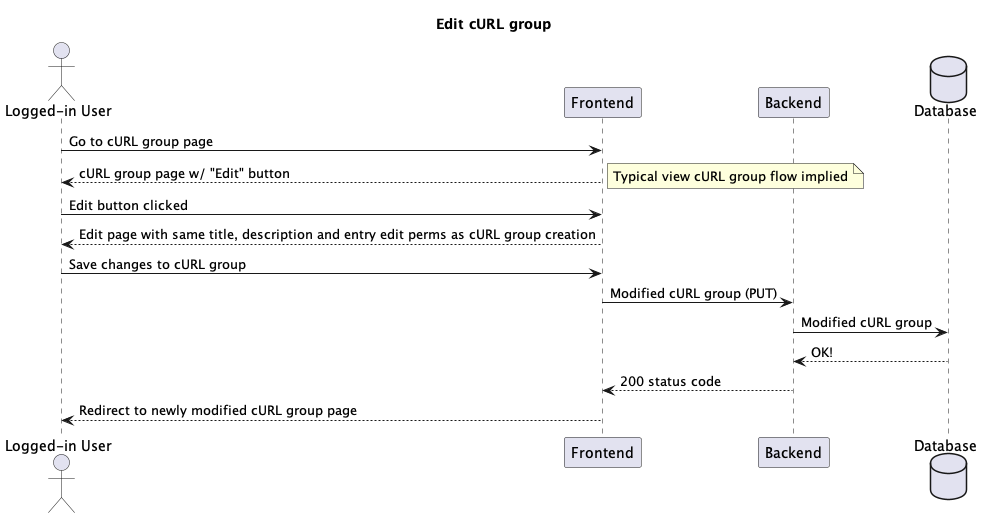 Edit cURL group
Logged-in User
Frontend
Backend
Database
Go to cURL group page
cURL group page w/ "Edit" button
Typical view cURL group flow implied
Edit button clicked
Edit page with same title, description and entry edit perms as cURL group creation
Save changes to cURL group
Modified cURL group (PUT)
Modified cURL group
OK!
200 status code
Redirect to newly modified cURL group page
Logged-in User
Frontend
Backend
Database